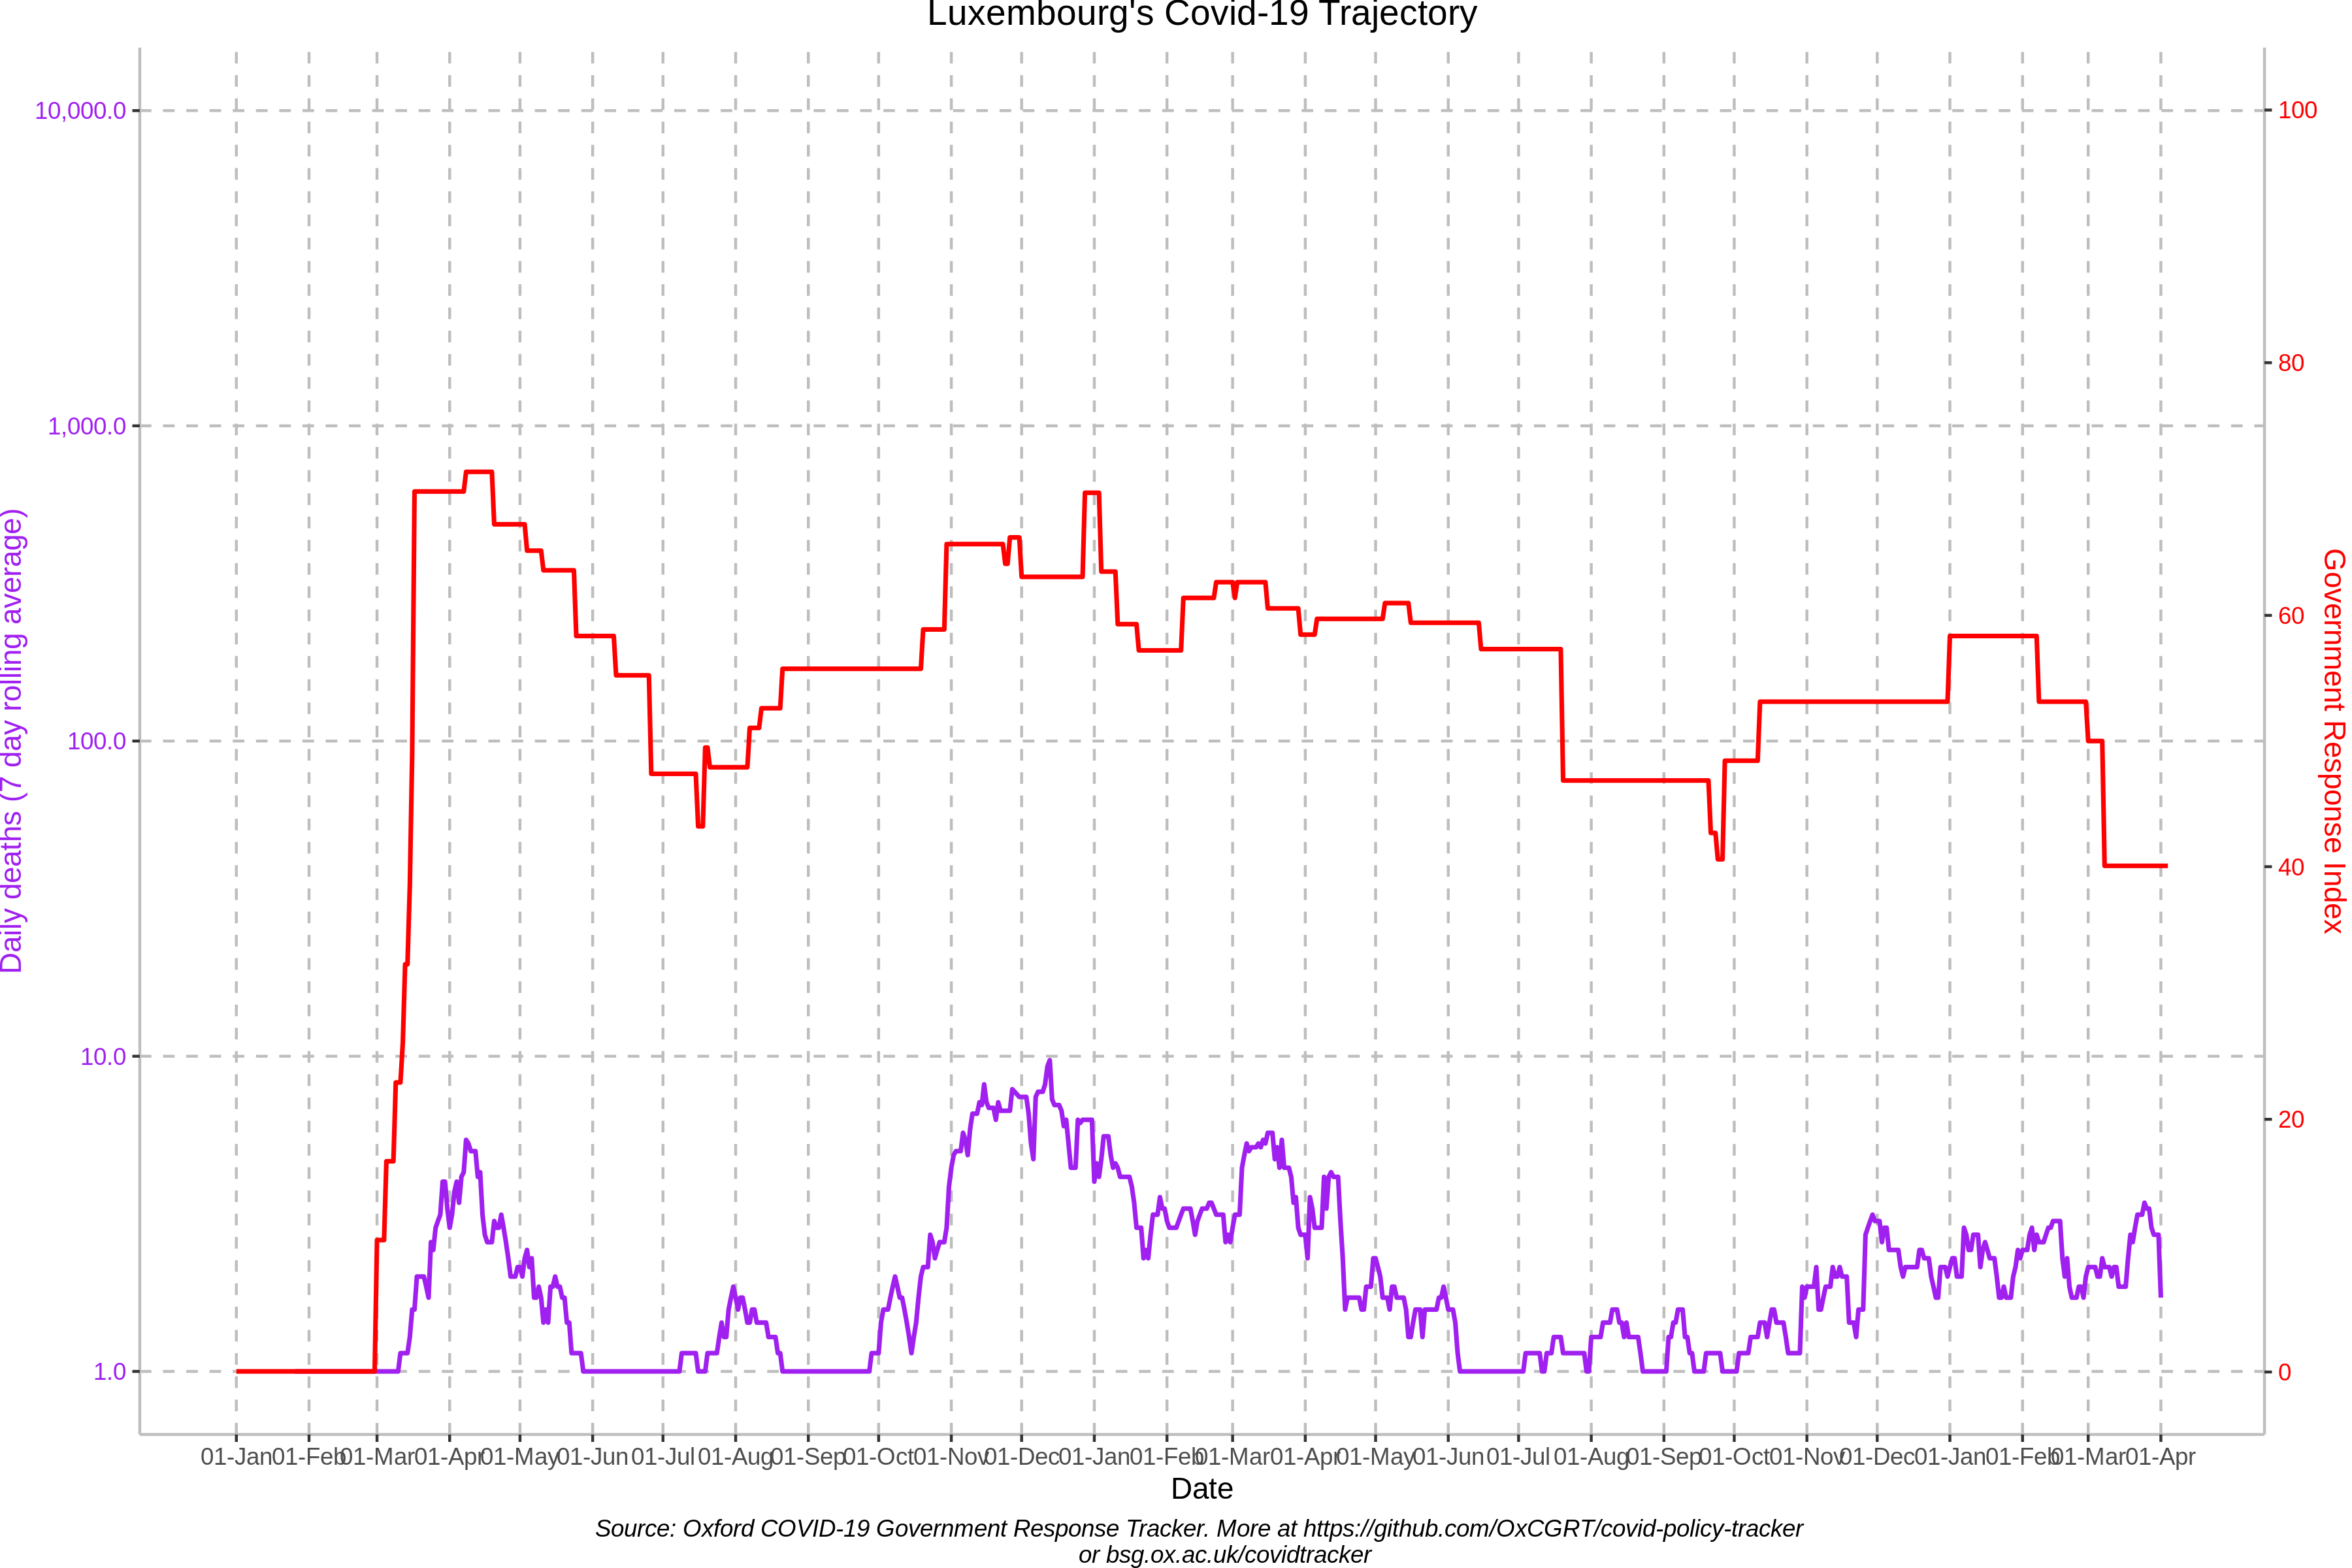 Luxembourg's Covid-19 Trajectory
Daily deaths (7 day rolling average)
10,000.0
1,000.0
100.0
10.0
1.0
100
80
60
40
20
0
Government Response Index
01-Jan 01-Feb 01-Mar 01-Apr 01-May 01-Jun 01-Jul 01-Aug 01-Sep 01-Oct 01-Nov 01-Dec 01-Jan 01-Feb 01-Mar 01-Apr 01-May 01-Jun 01-Jul 01-Aug 01-Sep 01-Oct 01-Nov 01-Dec 01-Jan 01-Feb 01-Mar 01-Apr
Date
Source: Oxford COVID-19 Government Response Tracker. More at https://github.com/OxCGRT/covid-policy-tracker
or bsg.ox.ac.uk/covidtracker